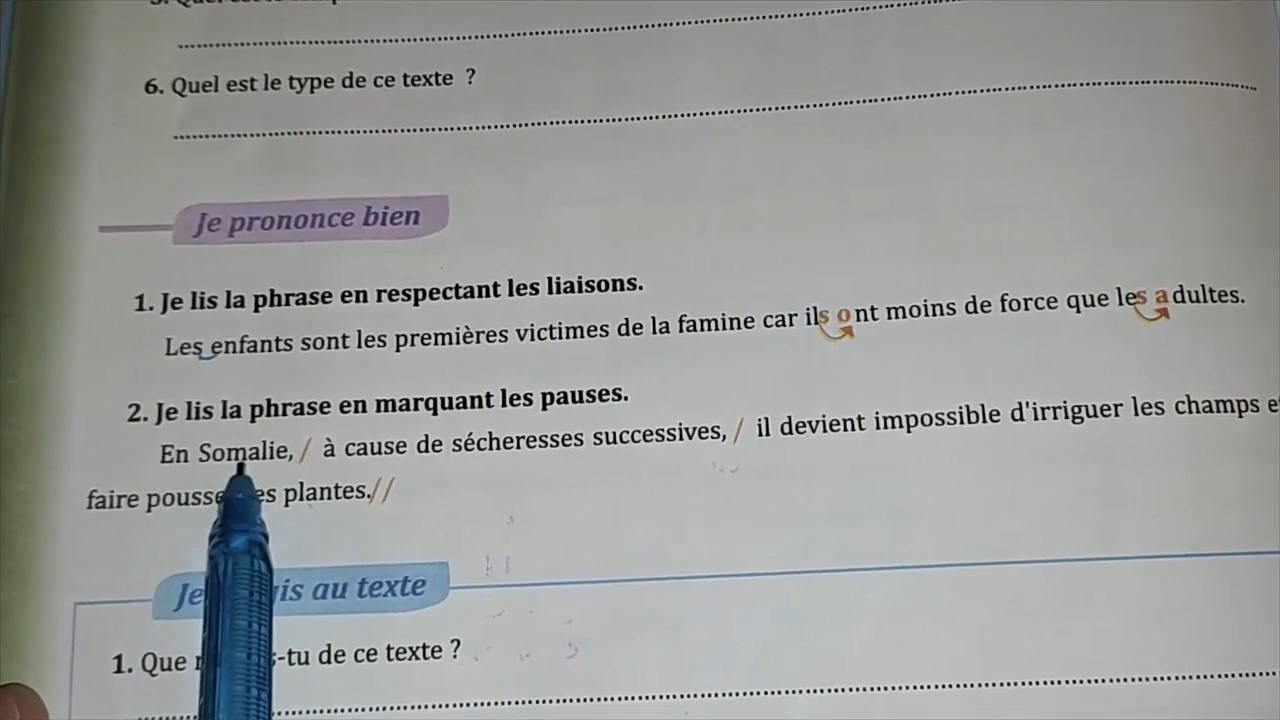 6. Quel est le type de ce texte ?
Je prononce bien
1. Je lis la phrase en respectant les liaisons.
Les enfants sont les premières victimes de la famine car ils ont moins de force que les adultes.
2. Je lis la phrase en marquant les pauses.
En Somalie, / à cause de sécheresses successives, / il devient impossible d'irriguer les champs
faire plantes.//
Je au texte
1. Que -tu de ce texte ?